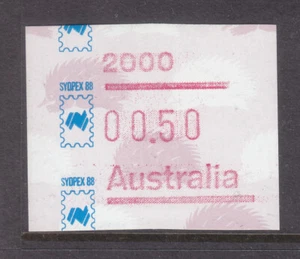 2000
SYDPEX 88
00.50
SYDPEX 88
Australia